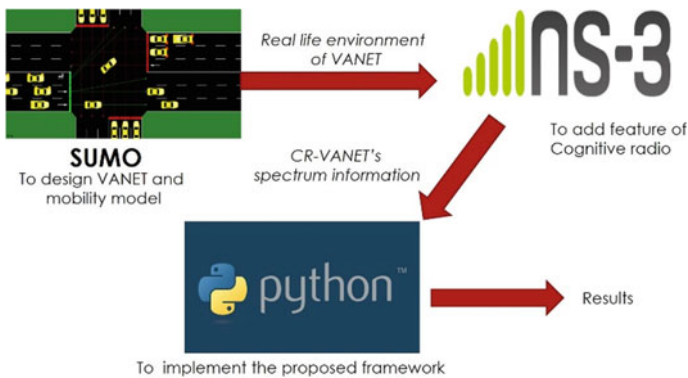 Real life environment
of VANET
NS-3
SUMO
To design VANET and
mobility model
To add feature of
Cognitive radio
CR-VANET's
spectrum information
python™
Results
To implement the proposed framework